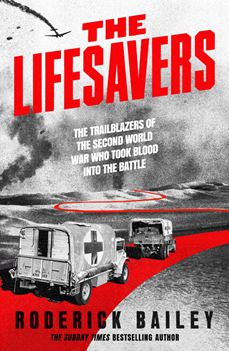 THE
LIFESAVERS
THE TRAILBLAZERS OF
THE SECOND WORLD
WAR WHO TOOK BLOOD
INTO THE BATTLE
RODERICK BAILEY
THE SUNDAY TIMES BESTSELLING AUTHOR